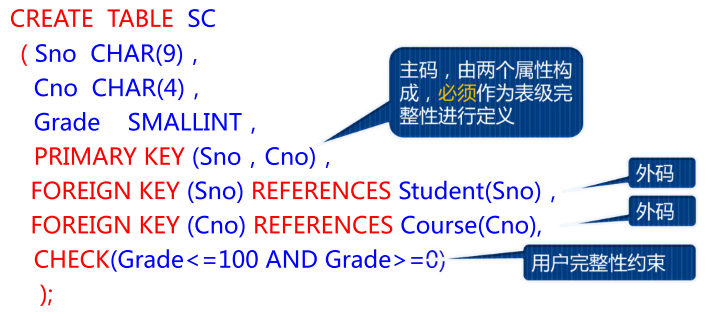 CREATE TABLE SC
( Sno CHAR(9)，
Cno CHAR(4)，
Grade SMALLINT，
PRIMARY KEY (Sno，Cno)，
FOREIGN KEY (Sno) REFERENCES Student(Sno)，
FOREIGN KEY (Cno) REFERENCES Course(Cno),
CHECK(Grade<=100 AND Grade>=0)
);
主码，由两个属性构
成，必须作为表级完
整性进行定义
外码
外码
用户完整性约束